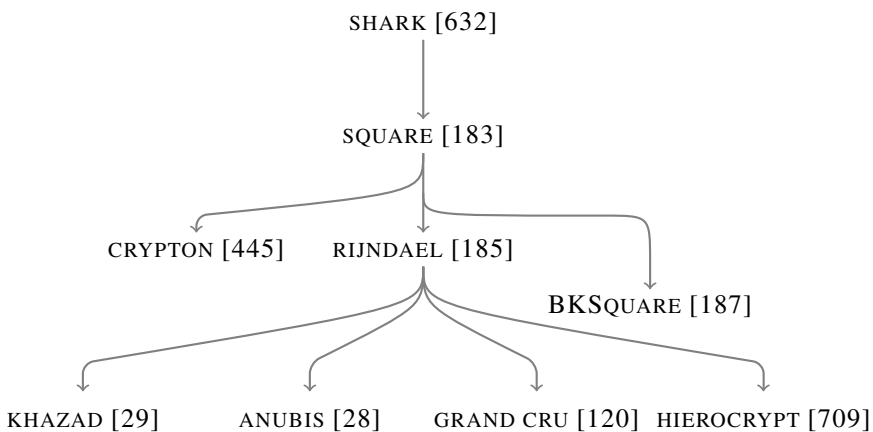 SHARK [632]
SQUARE [183]
CRYPTON [445] RIJNDAEL [185]
BKSQUARE [187]
KHAZAD [29] ANUBIS [28] GRAND CRU [120] HIEROCRYPT [709]